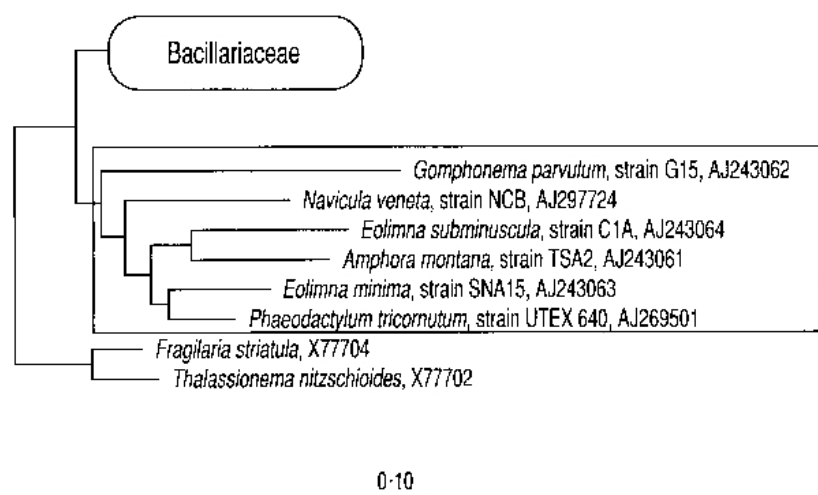 Bacillariaceae
Gomphonema parvulum, strain G15, AJ243062
Navicula veneta, strain NCB, AJ297724
Eolimna subminuscula, strain C1A, AJ243064
Amphora montana, strain TSA2, AJ243061
Eolimna minima, strain SNA15, AJ243063
Phaeodactylum tricornutum, strain UTEX 640, AJ269501
Fragilaria striatula, X77704
Thalassionema nitzschioides, X77702
0·10